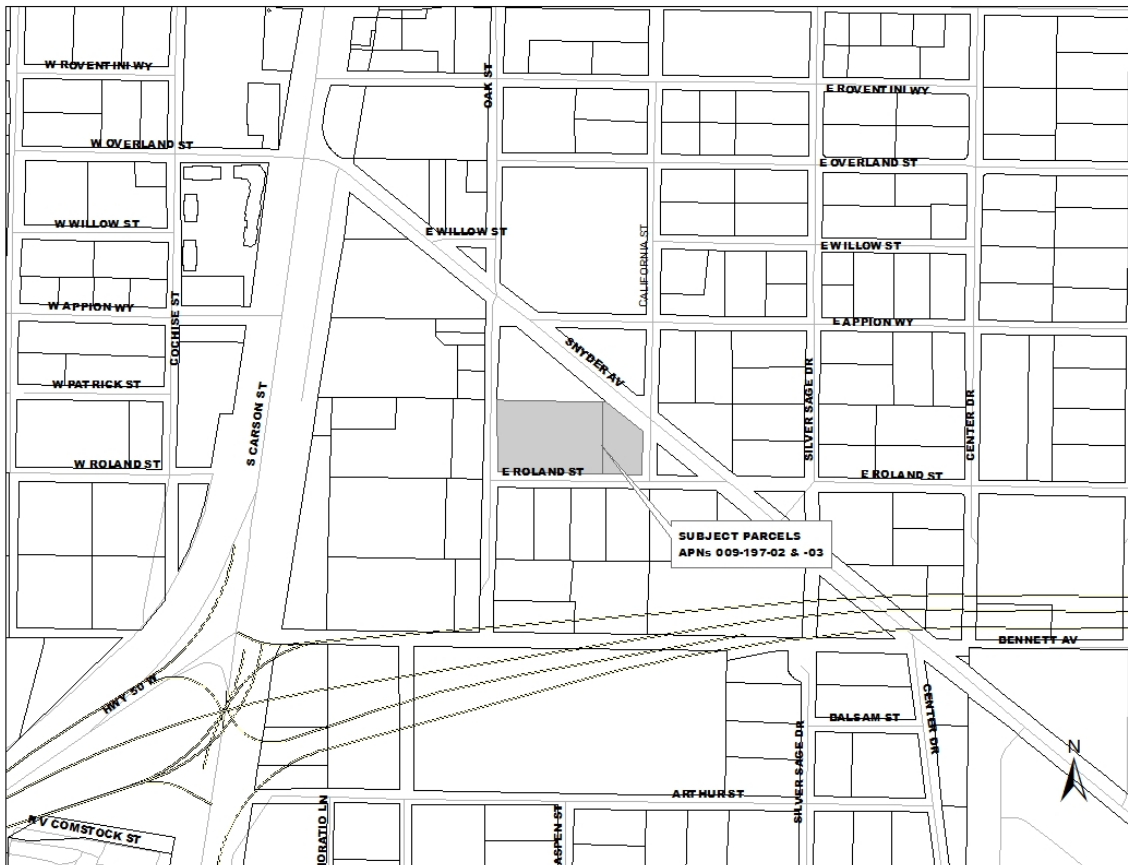 W ROVENTINI WY
OAK ST
E ROVENTINI WY
W OVERLAND ST
E OVERLAND ST
W WILLOW ST
E WILLOW ST
E WILLOW ST
CALIFORNIA ST
W APPION WY
COCHISE ST
E APPION WY
SNYDER AV
W PATRICK ST
S CARSON ST
SILVER SAGE DR
CENTER DR
W ROLAND ST
E ROLAND ST
E ROLAND ST
SUBJECT PARCELS
APNs 009-197-02 & -03
BENNETT AV
HWY 50 W
CENTER DR
BALSAM ST
SILVER SAGE DR
N
ARTHUR ST
HORATIO LN
ASPEN ST
N V COMSTOCK ST